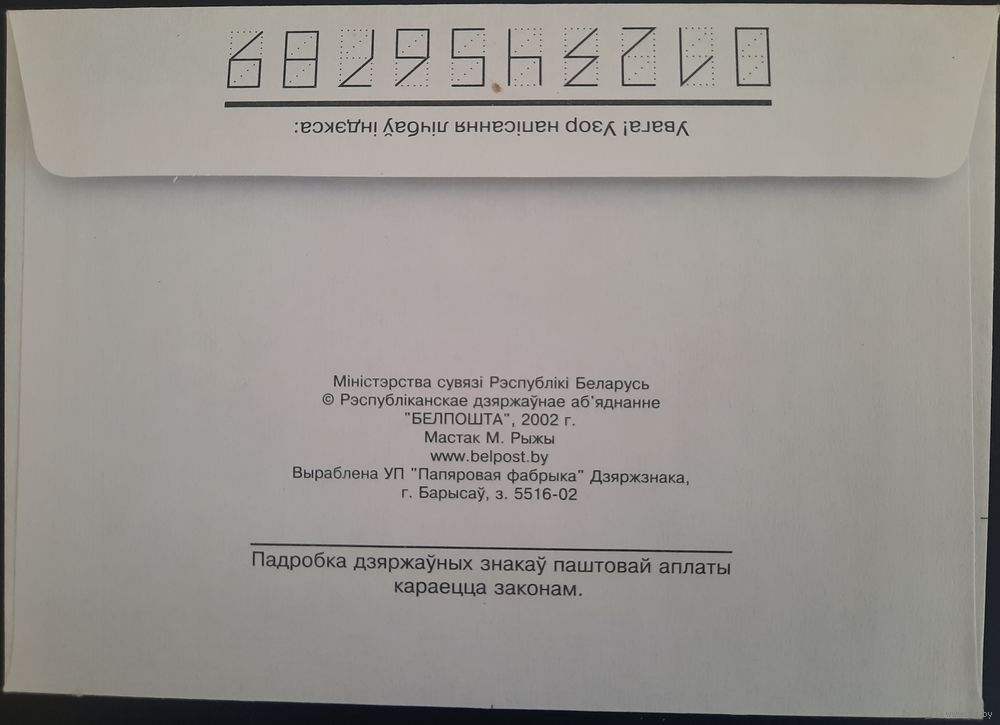 Увага! Узор напісання лічбаў індэкса:
0123456789
Міністэрства сувязі Рэспублікі Беларусь
© Рэспубліканскае дзяржаўнае аб'яднанне
"БЕЛПОШТА", 2002 г.
Мастак М. Рыжы
www.belpost.by
Выраблена УП "Папяровая фабрыка" Дзяржзнака,
г. Барысаў, з. 5516-02
Падробка дзяржаўных знакаў паштовай аплаты
караецца законам.